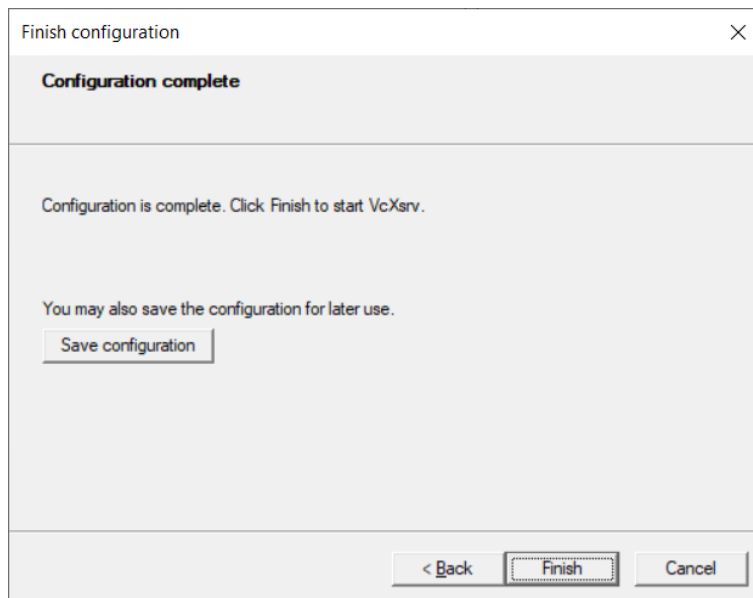 Finish configuration
Configuration complete
Configuration is complete. Click Finish to start VcXsrv.
You may also save the configuration for later use.
Save configuration
< Back
Finish
Cancel